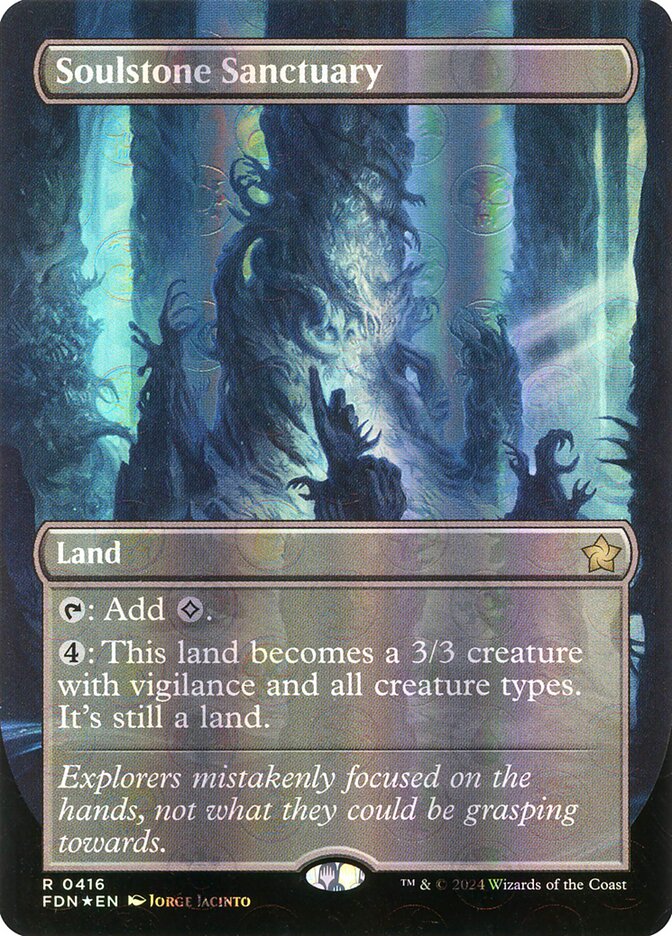 Soulstone Sanctuary
Land
: Add .
4: This land becomes a 3/3 creature
with vigilance and all creature types.
It's still a land.
Explorers mistakenly focused on the
hands, not what they could be grasping
towards.
R 0416
™ & © 2024 Wizards of the Coast
FDN★EN Jorge Jacinto